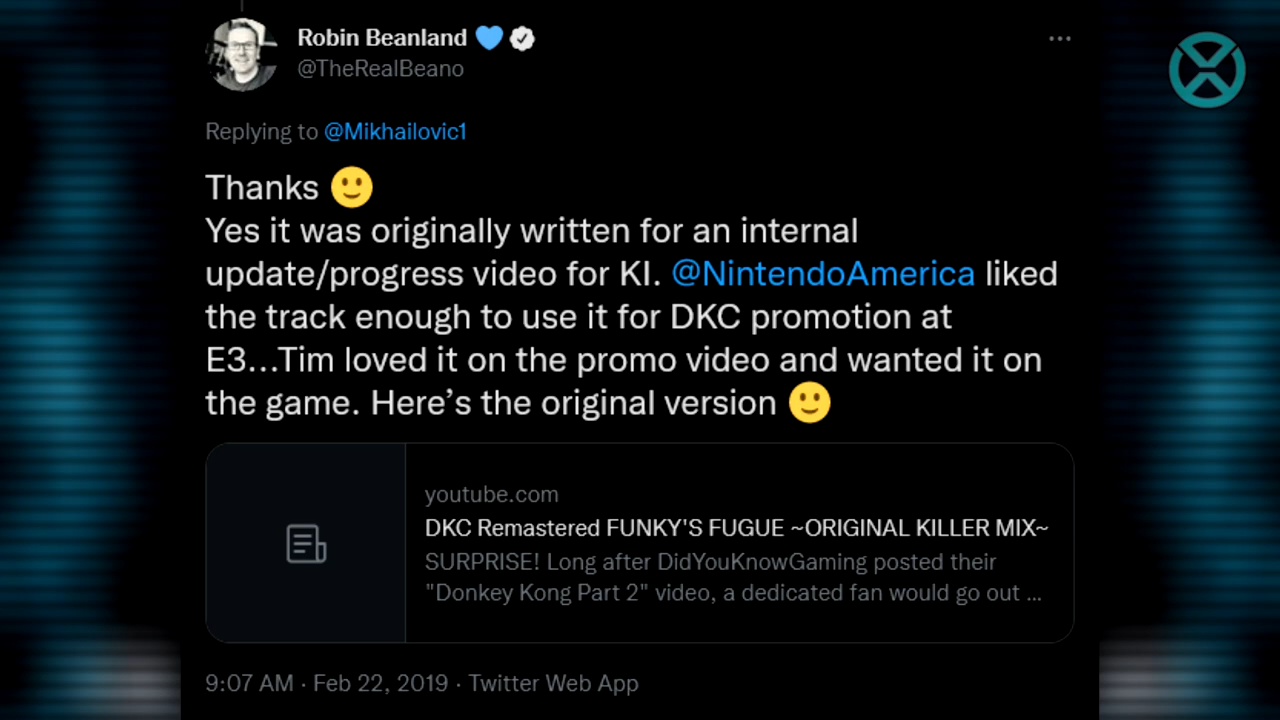 Robin Beanland 💙
@TheRealBeano
Replying to @Mikhailovic1
Thanks 🙂
Yes it was originally written for an internal
update/progress video for KI. @NintendoAmerica liked
the track enough to use it for DKC promotion at
E3...Tim loved it on the promo video and wanted it on
the game. Here’s the original version 🙂
youtube.com
DKC Remastered FUNKY'S FUGUE ~ORIGINAL KILLER MIX~
SURPRISE! Long after DidYouKnowGaming posted their
"Donkey Kong Part 2" video, a dedicated fan would go out ...
9:07 AM · Feb 22, 2019 · Twitter Web App